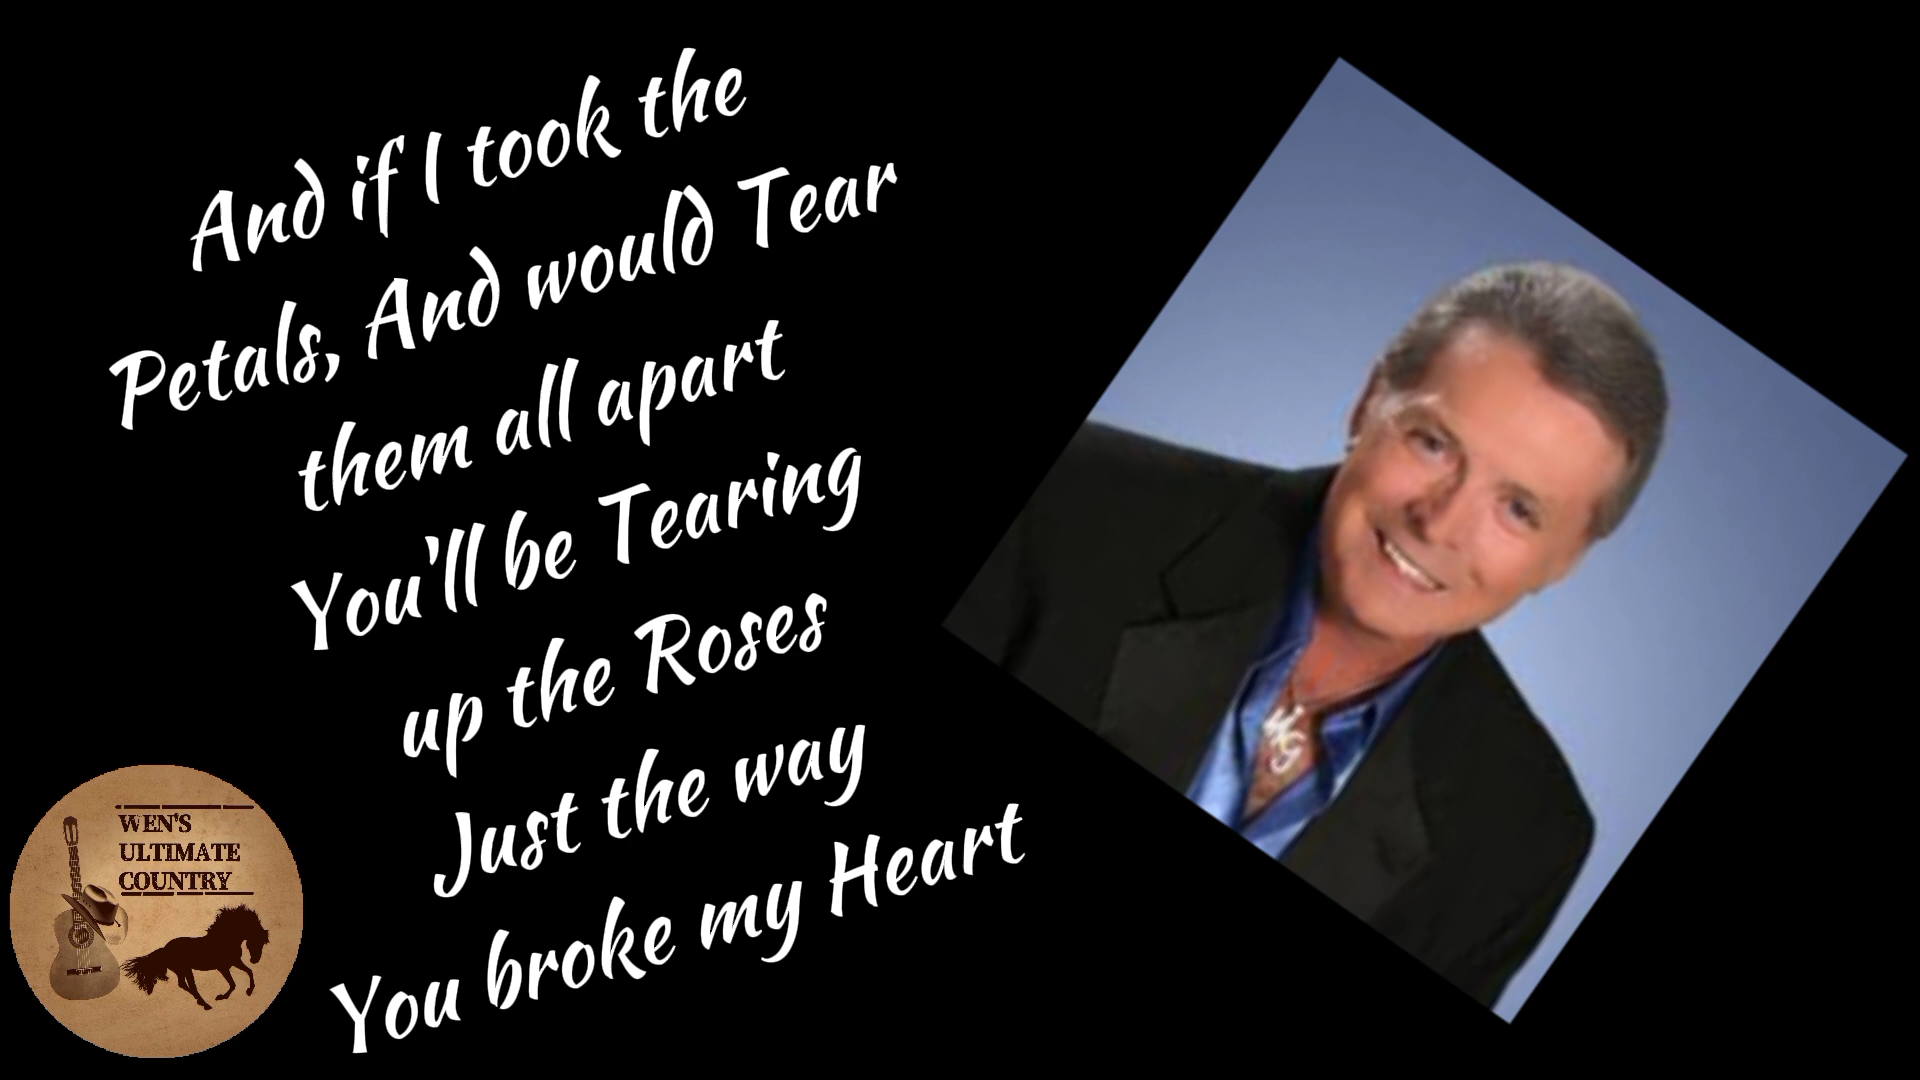 And if I took the
Petals, And would Tear
them all apart
You'll be Tearing
up the Roses
Just the way
You broke my Heart
WEN'S
ULTIMATE
COUNTRY
MG